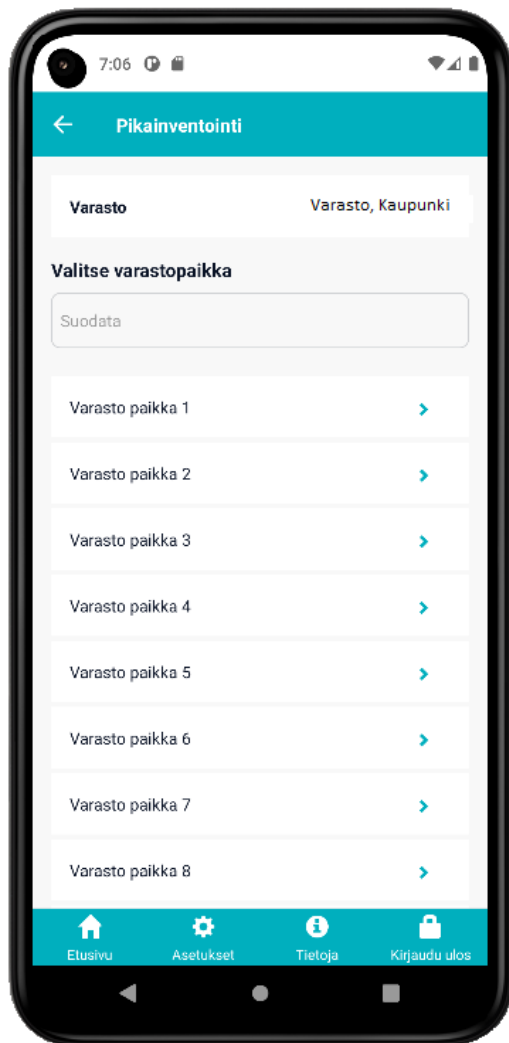 7:06
Pikainventointi
Varasto Varasto, Kaupunki
Valitse varastopaikka
Suodata
Varasto paikka 1
Varasto paikka 2
Varasto paikka 3
Varasto paikka 4
Varasto paikka 5
Varasto paikka 6
Varasto paikka 7
Varasto paikka 8
Etusivu Asetukset Tietoja Kirjaudu ulos